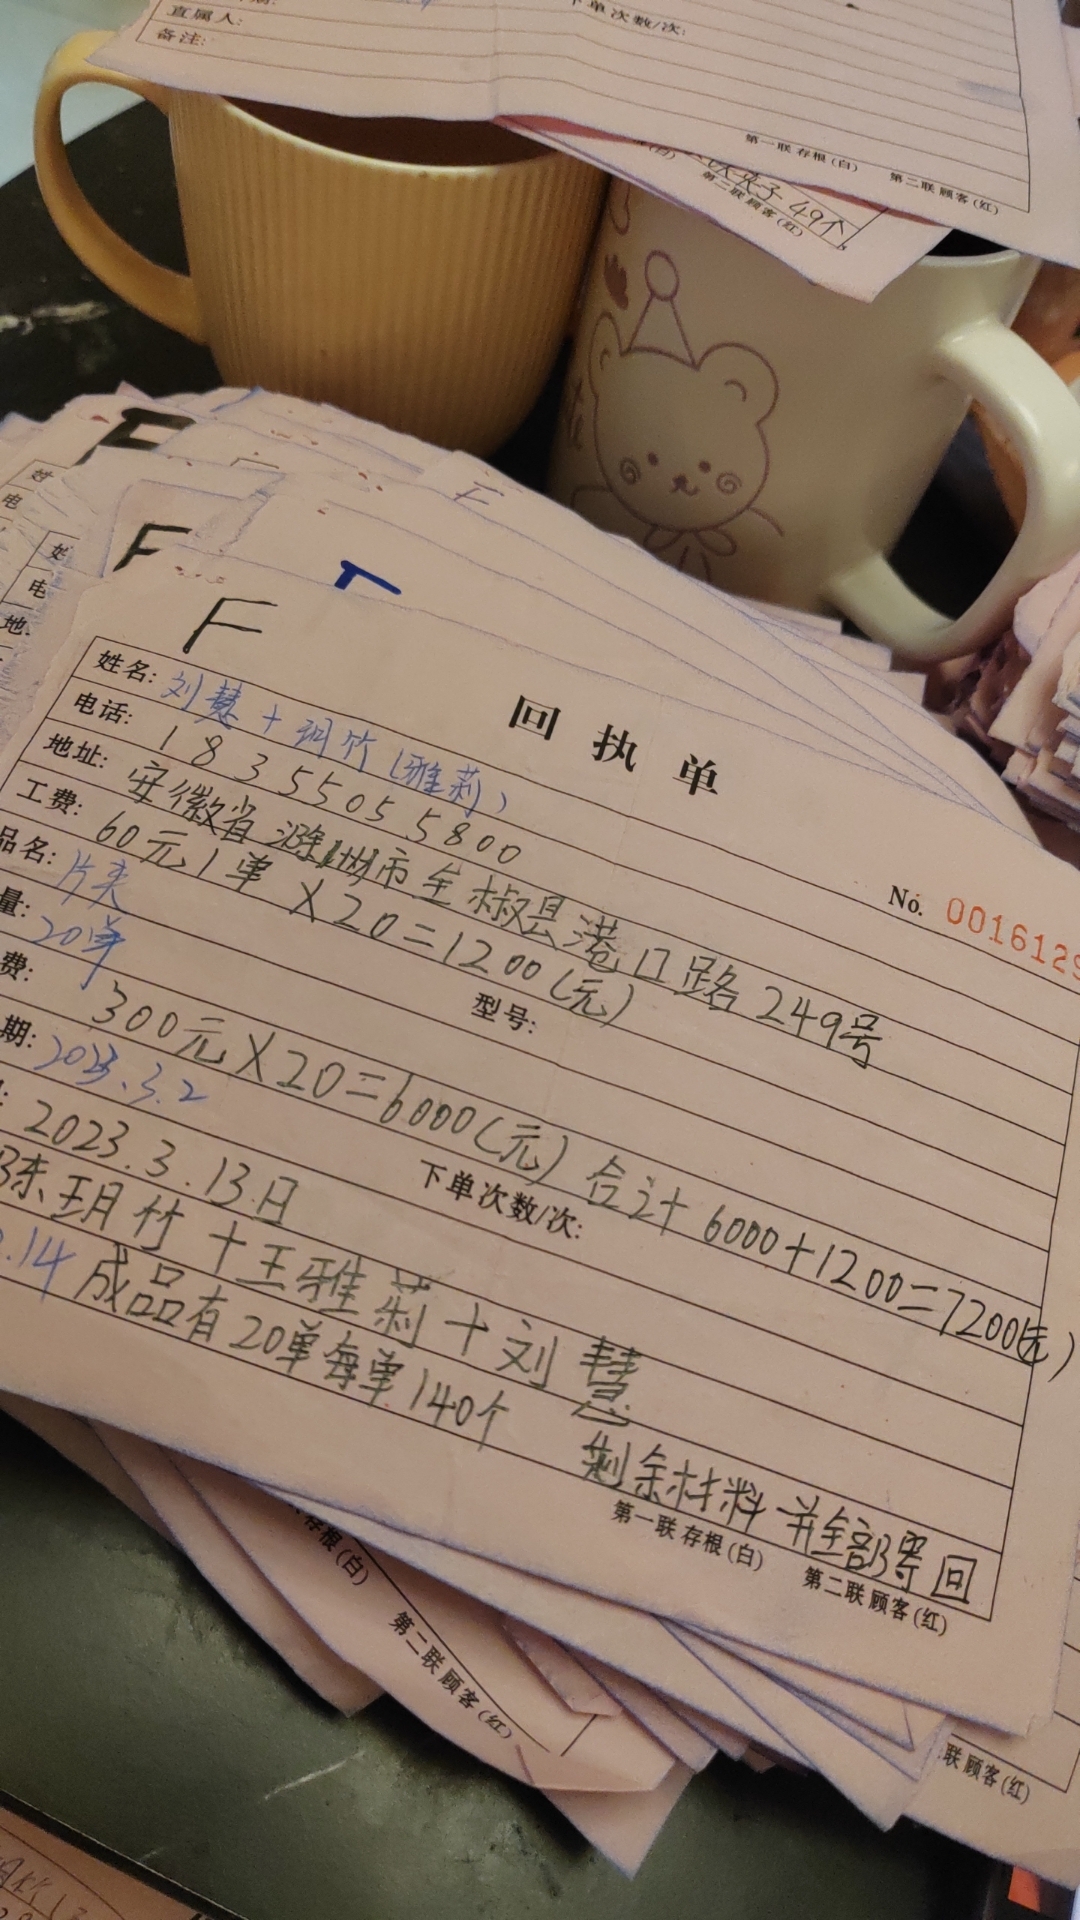 直属人:
下单次数/次:
备注:
第一联存根(白) 第二联顾客(红)
夹子 49个
第二联顾客(红)
F
F
E
F
回执单
No. 0016129
姓名: 刘慧+玥竹(雅莉)
电话: 18355055800
地址: 安徽省滁州市全椒县港口路249号
工费: 60元1单×20=1200(元)
品名: 片夹 型号:
量: 20单
费: 300元×20=6000(元) 合计 6000+1200=7200(元)
期: 2023.3.2 下单次数/次:
2023.3.13.日
陈玥竹+王雅莉+刘慧
.14 成品有20单每单140个 剩余材料并全部寄回
第一联存根(白) 第二联顾客(红)
存根(白)
第二联顾客(红)
联顾客(红)